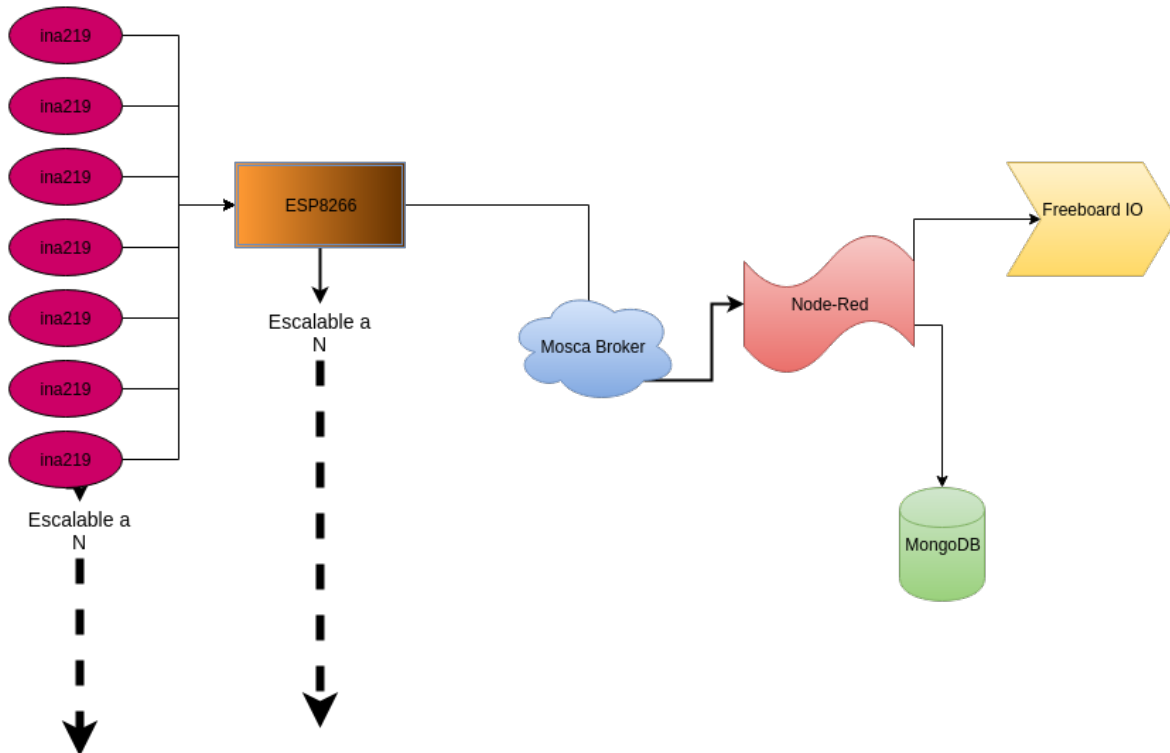 ina219
ina219
ina219
ina219
ina219
ina219
ina219
Escalable a
N
ESP8266
Escalable a
N
Mosca Broker
Node-Red
Freeboard IO
MongoDB